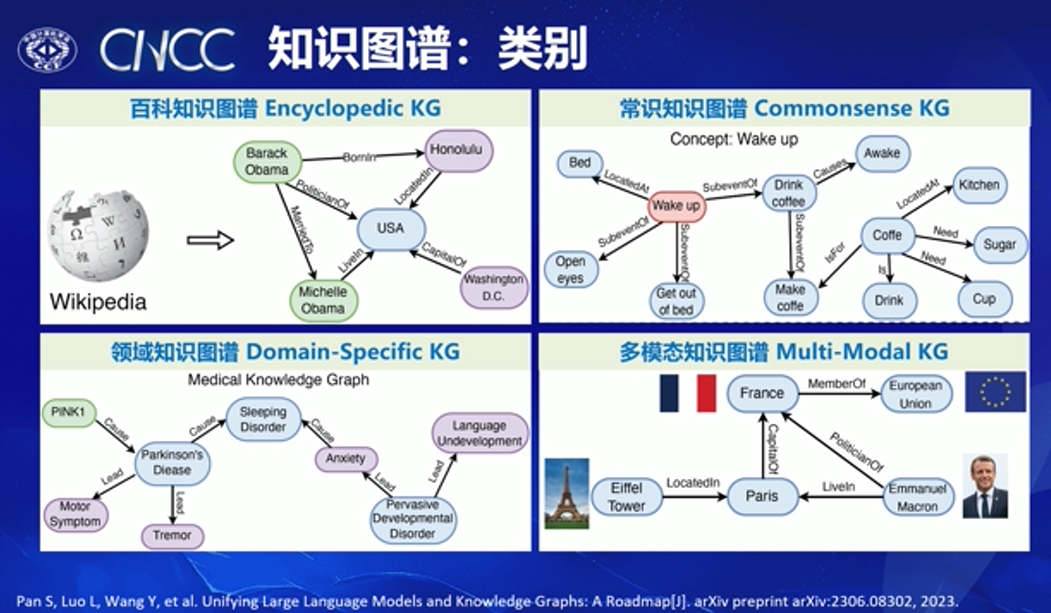 CNCC 知识图谱：类别
百科知识图谱 Encyclopedic KG
Barack
Obama
BornIn
Honolulu
PoliticianOf
LocatedIn
MarriedTo
USA
LiveIn
CapitalOf
Michelle
Obama
Washington
D.C.
Ω
W
И
Wikipedia
常识知识图谱 Commonsense KG
Concept: Wake up
Bed
LocatedAt
Wake up
SubeventOf
Drink
coffee
Causes
Awake
SubeventOf
Open
eyes
SubeventOf
Get out
of bed
SubeventOf
Make
coffe
IsFor
Coffe
LocatedAt
Kitchen
Need
Sugar
Need
Cup
Is
Drink
领域知识图谱 Domain-Specific KG
Medical Knowledge Graph
PINK1
Cause
Parkinson's
Diease
Cause
Sleeping
Disorder
Cause
Anxiety
Lead
Motor
Symptom
Lead
Tremor
Lead
Pervasive
Developmental
Disorder
Lead
Language
Undevelopment
多模态知识图谱 Multi-Modal KG
France
MemberOf
European
Union
CapitalOf
PoliticianOf
Eiffel
Tower
LocatedIn
Paris
LiveIn
Emmanuel
Macron
Pan S, Luo L, Wang Y, et al. Unifying Large Language Models and Knowledge Graphs: A Roadmap[J]. arXiv preprint arXiv:2306.08302, 2023.